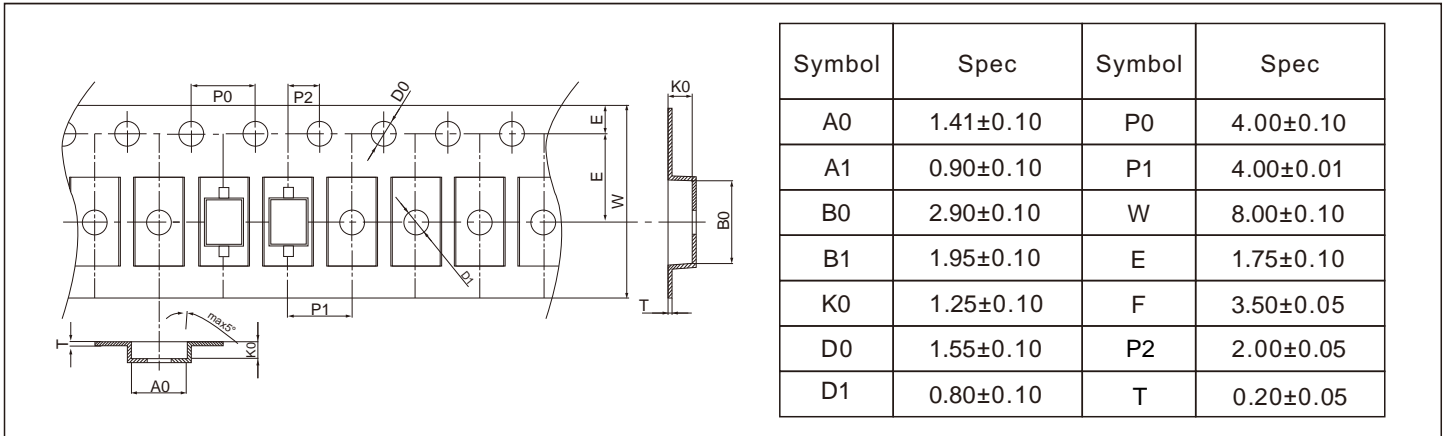 P0
P2
D0
E
E
W
D1
P1
T
max5°
K0
A0
K0
B0
T
Symbol Spec Symbol Spec
A0 1.41±0.10 P0 4.00±0.10
A1 0.90±0.10 P1 4.00±0.01
B0 2.90±0.10 W 8.00±0.10
B1 1.95±0.10 E 1.75±0.10
K0 1.25±0.10 F 3.50±0.05
D0 1.55±0.10 P2 2.00±0.05
D1 0.80±0.10 T 0.20±0.05